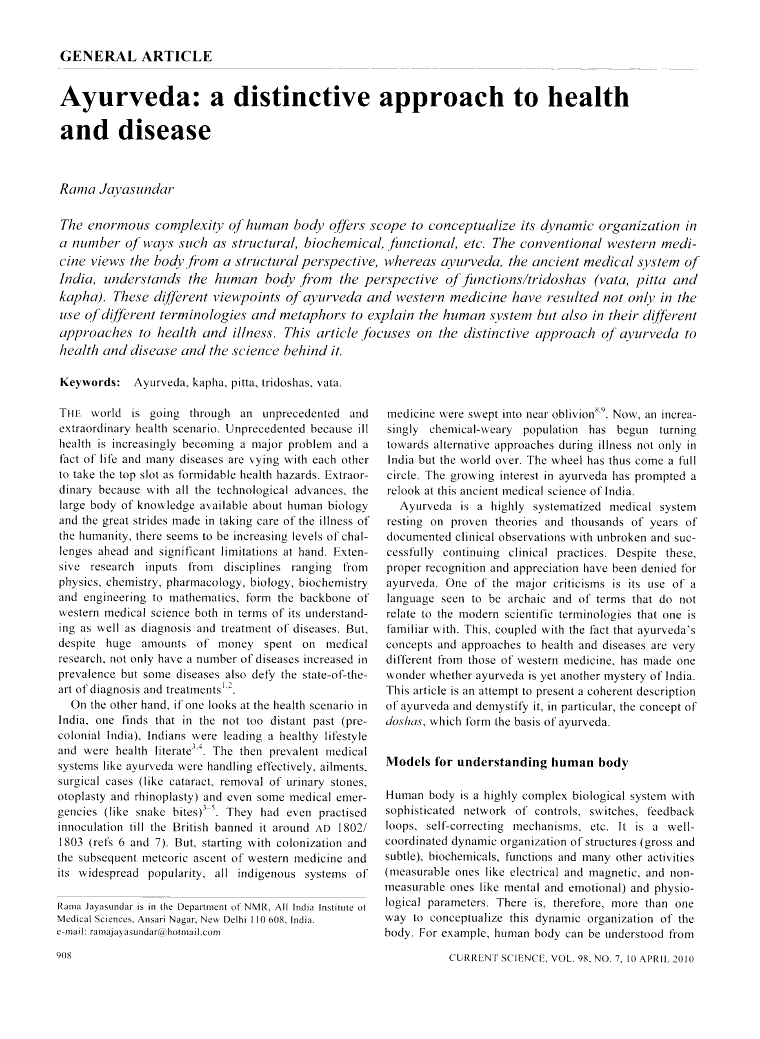 GENERAL ARTICLE
Ayurveda: a distinctive approach to health
and disease
Rama Jayasundar
The enormous complexity of human body offers scope to conceptualize its dynamic organization in
a number of ways such as structural, biochemical, functional, etc. The conventional western medi-
cine views the body from a structural perspective, whereas ayurveda, the ancient medical system of
India, understands the human body from the perspective of functions/tridoshas (vata, pitta and
kapha). These different viewpoints of ayurveda and western medicine have resulted not only in the
use of different terminologies and metaphors to explain the human system but also in their different
approaches to health and illness. This article focuses on the distinctive approach of ayurveda to
health and disease and the science behind it.
Keywords: Ayurveda, kapha, pitta, tridoshas, vata.
THE world is going through an unprecedented and
extraordinary health scenario. Unprecedented because ill
health is increasingly becoming a major problem and a
fact of life and many diseases are vying with each other
to take the top slot as formidable health hazards. Extraor-
dinary because with all the technological advances, the
large body of knowledge available about human biology
and the great strides made in taking care of the illness of
the humanity, there seems to be increasing levels of chal-
lenges ahead and significant limitations at hand. Exten-
sive research inputs from disciplines ranging from
physics, chemistry, pharmacology, biology, biochemistry
and engineering to mathematics, form the backbone of
western medical science both in terms of its understand-
ing as well as diagnosis and treatment of diseases. But,
despite huge amounts of money spent on medical
research, not only have a number of diseases increased in
prevalence but some diseases also defy the state-of-the-
art of diagnosis and treatments1,2.
On the other hand, if one looks at the health scenario in
India, one finds that in the not too distant past (pre-
colonial India), Indians were leading a healthy lifestyle
and were health literate3,4. The then prevalent medical
systems like ayurveda were handling effectively, ailments,
surgical cases (like cataract, removal of urinary stones,
otoplasty and rhinoplasty) and even some medical emer-
gencies (like snake bites)3–5. They had even practised
innoculation till the British banned it around AD 1802/
1803 (refs 6 and 7). But, starting with colonization and
the subsequent meteoric ascent of western medicine and
its widespread popularity, all indigenous systems of
Rama Jayasundar is in the Department of NMR, All India Institute of
Medical Sciences, Ansari Nagar, New Delhi 110 608, India.
e-mail: ramajayasundar@hotmail.com
medicine were swept into near oblivion8,9. Now, an increa-
singly chemical-weary population has begun turning
towards alternative approaches during illness not only in
India but the world over. The wheel has thus come a full
circle. The growing interest in ayurveda has prompted a
relook at this ancient medical science of India.
Ayurveda is a highly systematized medical system
resting on proven theories and thousands of years of
documented clinical observations with unbroken and suc-
cessfully continuing clinical practices. Despite these,
proper recognition and appreciation have been denied for
ayurveda. One of the major criticisms is its use of a
language seen to be archaic and of terms that do not
relate to the modern scientific terminologies that one is
familiar with. This, coupled with the fact that ayurveda's
concepts and approaches to health and diseases are very
different from those of western medicine, has made one
wonder whether ayurveda is yet another mystery of India.
This article is an attempt to present a coherent description
of ayurveda and demystify it, in particular, the concept of
doshas, which form the basis of ayurveda.
Models for understanding human body
Human body is a highly complex biological system with
sophisticated network of controls, switches, feedback
loops, self-correcting mechanisms, etc. It is a well-
coordinated dynamic organization of structures (gross and
subtle), biochemicals, functions and many other activities
(measurable ones like electrical and magnetic, and non-
measurable ones like mental and emotional) and physio-
logical parameters. There is, therefore, more than one
way to conceptualize this dynamic organization of the
body. For example, human body can be understood from
908
CURRENT SCIENCE, VOL. 98, NO. 7, 10 APRIL 2010